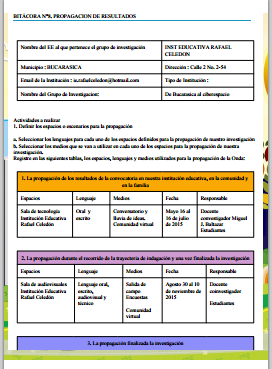 BITÁCORA Nº8. PROPAGACION DE RESULTADOS
Nombre del EE al que pertenece el grupo de investigación
INST EDUCATIVA RAFAEL
CELEDON
Municipio : BUCARASICA
Dirección : Calle 2 No, 2-54
Email de la Institución : ie.rafaelceledon@hotmail.com
Tipo de Institución :
Nombre del Grupo de Investigacion:
De Bucarasica al ciberespacio
Actividades a realizar
1. Definir los espacios o escenarios para la propagación
a. Seleccionar los lenguajes para cada uno de los espacios definidos para la propagación de nuestra investigación
b. Seleccionar los medios que se van a utilizar en cada uno de los espacios para la propagación de nuestra
investigación.
Registre en las siguientes tablas, los espacios, lenguajes y medios utilizados para la propagación de la Onda:
1. La propagación de los resultados de la convocatoria en nuestra institución educativa, en la comunidad y
en la familia
Espacios Lenguaje Medios Fecha Responsable
Sala de tecnología
Institución Educativa
Rafael Celedón
Oral y
escrito
Conversatorio y
lluvia de ideas.
Comunidad virtual
Mayo 16 al
16 de julio
de 2015
Docente
coinvestigador Miguel
J. Baltazar
Estudiantes
2. La propagación durante el recorrido de la trayectoria de indagación y una vez finalizada la investigación
Espacios Lenguaje Medios Fecha Responsable
Sala de audiovisuales
Institución Educativa
Rafael Celedón
Lenguaje oral,
escrito,
audiovisual y
técnico
Salida de
campo
Encuestas
Comunidad
virtual
Agosto 30 al 10
de noviembre de
2015
Docente
coinvestigador
Estudiantes
3. La propagación finalizada la investigación